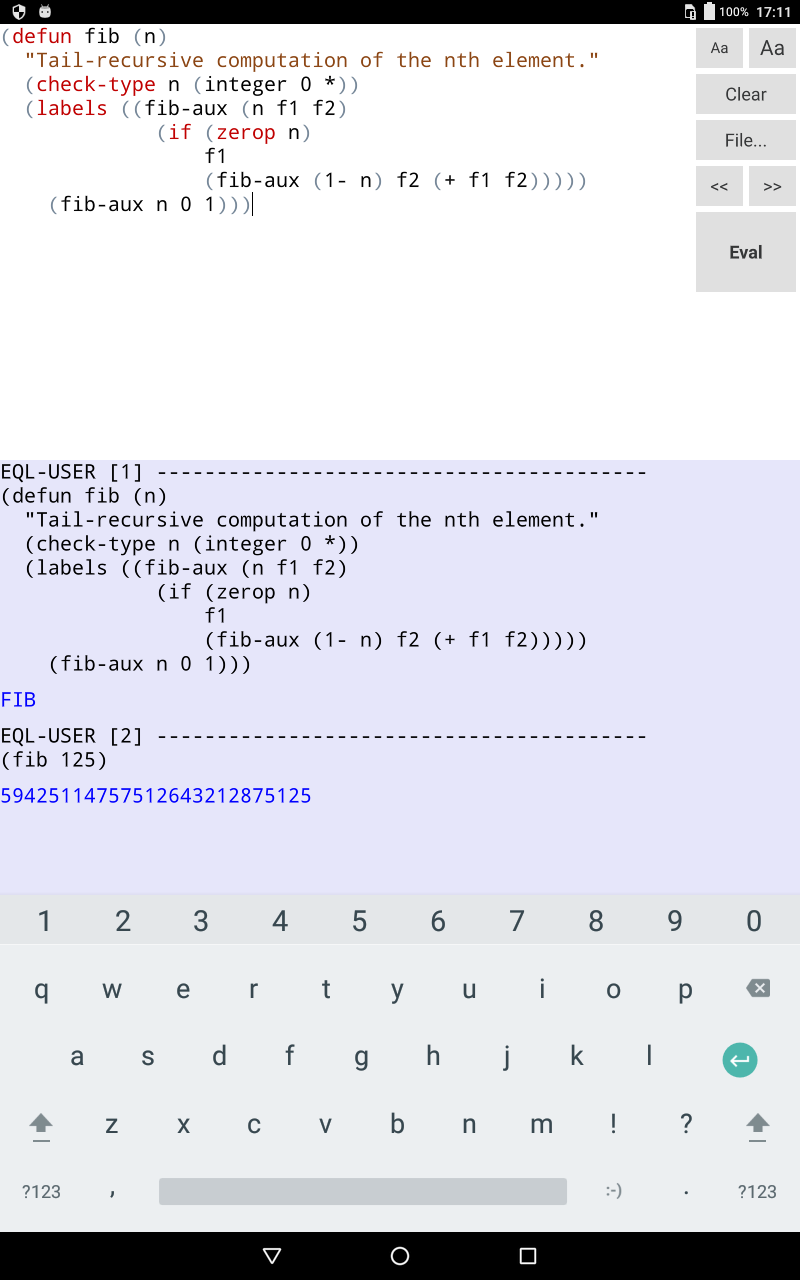 100% 17:11
(defun fib (n)
  "Tail-recursive computation of the nth element."
  (check-type n (integer 0 *))
  (labels ((fib-aux (n f1 f2)
             (if (zerop n)
                 f1
                 (fib-aux (1- n) f2 (+ f1 f2)))))
    (fib-aux n 0 1)))
Aa Aa
Clear
File...
<< >>
Eval
EQL-USER [1] -----------------------------------------
(defun fib (n)
  "Tail-recursive computation of the nth element."
  (check-type n (integer 0 *))
  (labels ((fib-aux (n f1 f2)
             (if (zerop n)
                 f1
                 (fib-aux (1- n) f2 (+ f1 f2)))))
    (fib-aux n 0 1)))
FIB
EQL-USER [2] -----------------------------------------
(fib 125)
59425114757512643212875125
1 2 3 4 5 6 7 8 9 0
q w e r t y u i o p
a s d f g h j k l
z x c v b n m ! ?
?123 , :-) . ?123